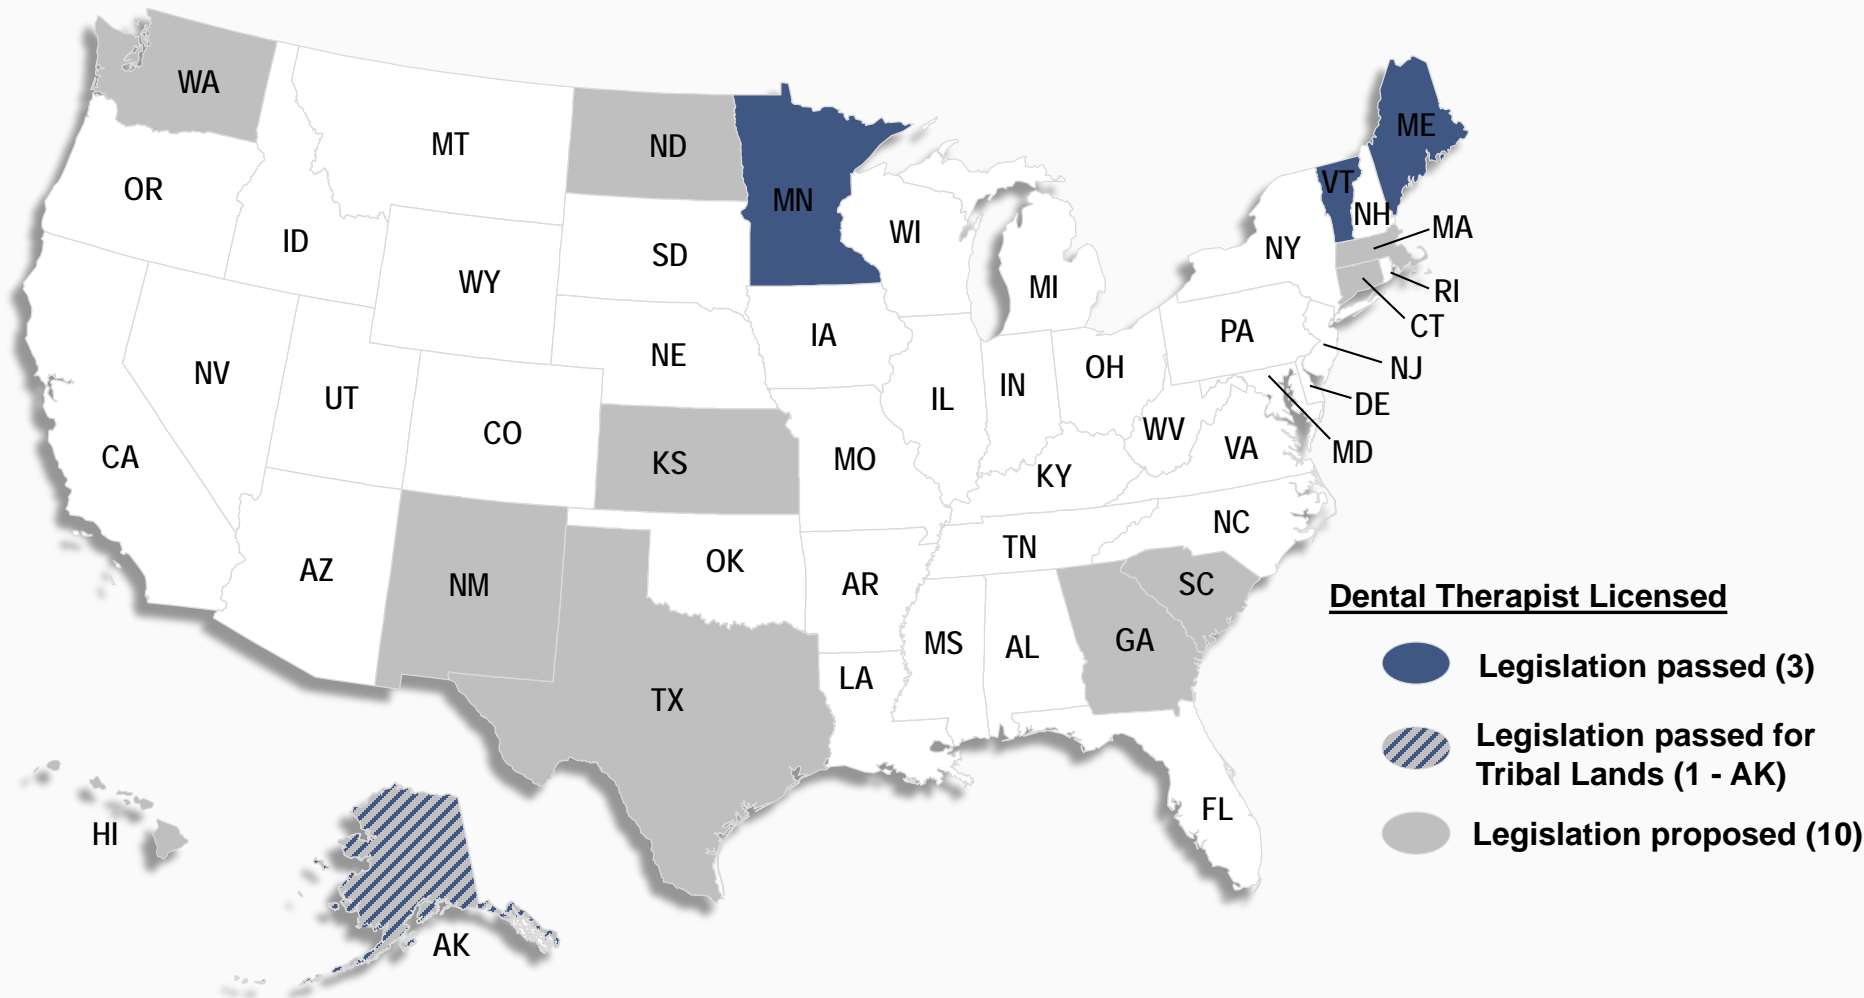 WA
MT
ND
MN
ME
VT
NH
OR
ID
SD
WI
MA
NY
WY
MI
RI
CT
IA
PA
NE
NV
UT
OH
NJ
IN
IL
DE
CO
WV
VA
MD
CA
KS
MO
KY
NC
TN
OK
AZ
NM
AR
SC
MS
AL
GA
LA
TX
FL
HI
AK
Dental Therapist Licensed
Legislation passed (3)
Legislation passed for
Tribal Lands (1 - AK)
Legislation proposed (10)